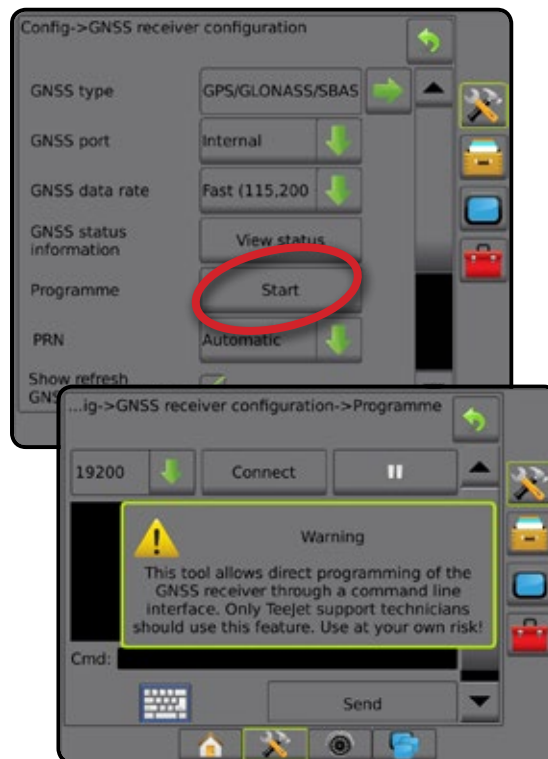 Config->GNSS receiver configuration
GNSS type
GPS/GLONASS/SBAS
GNSS port
Internal
GNSS data rate
Fast (115,200
GNSS status
information
View status
Programme
Start
PRN
Automatic
Show refresh
GNS
...ig->GNSS receiver configuration->Programme
19200
Connect
Warning
This tool allows direct programming of the
GNSS receiver through a command line
interface. Only TeeJet support technicians
should use this feature. Use at your own risk!
Cmd:
Send